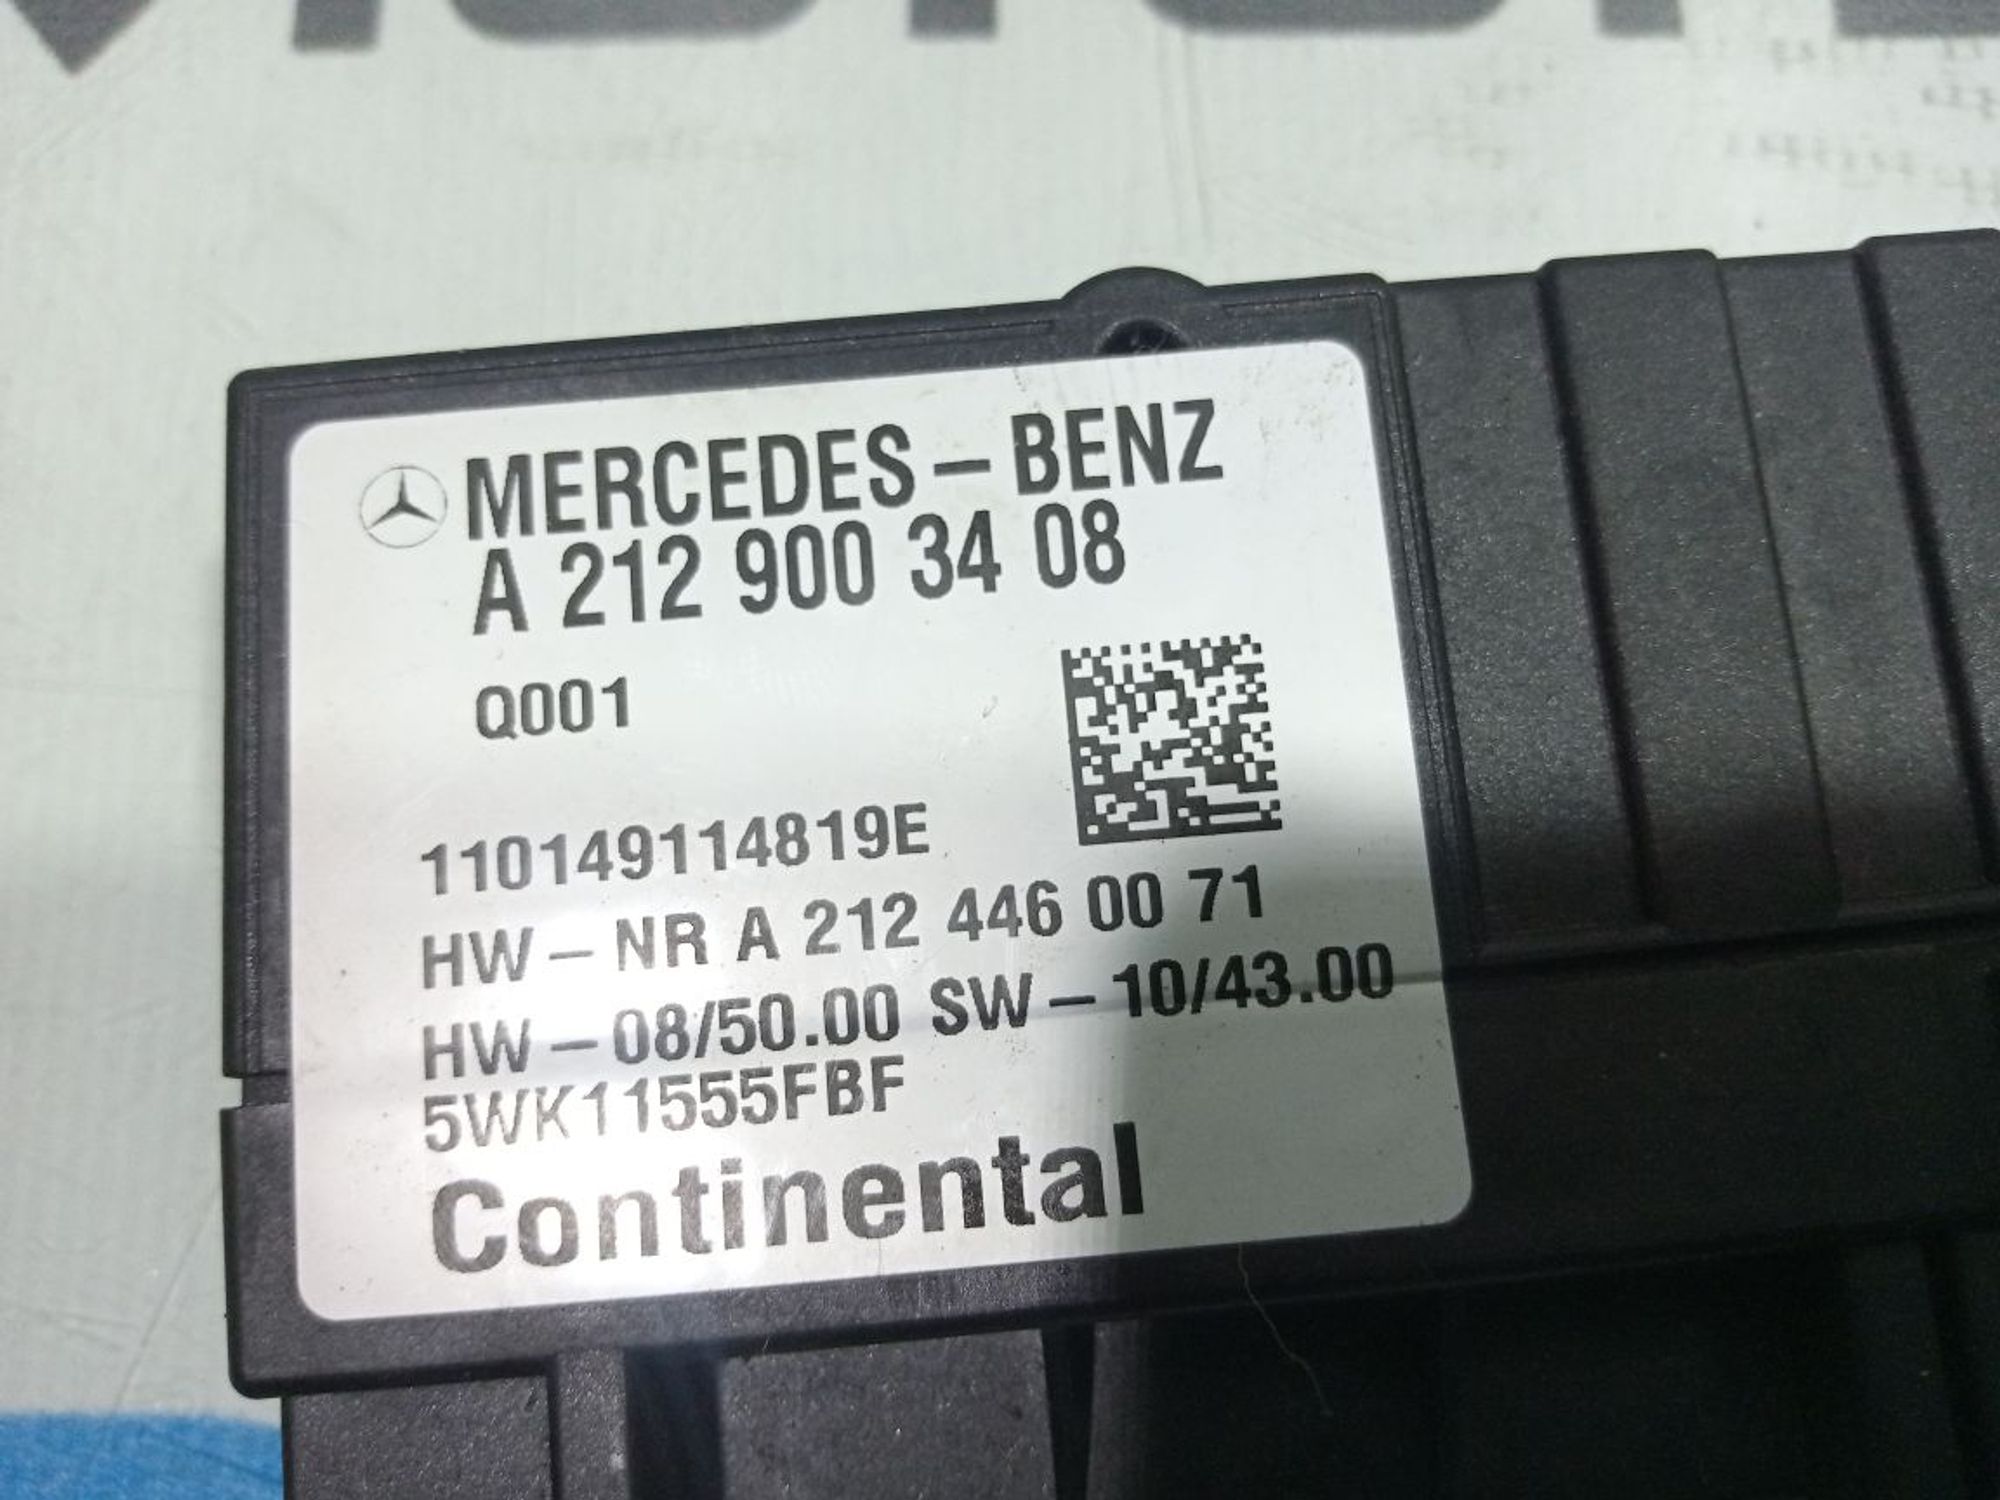 MERCEDES – BENZ
A 212 900 34 08
Q001
110149114819E
HW – NR A 212 446 00 71
HW – 08/50.00 SW – 10/43.00
5WK11555FBF
Continental